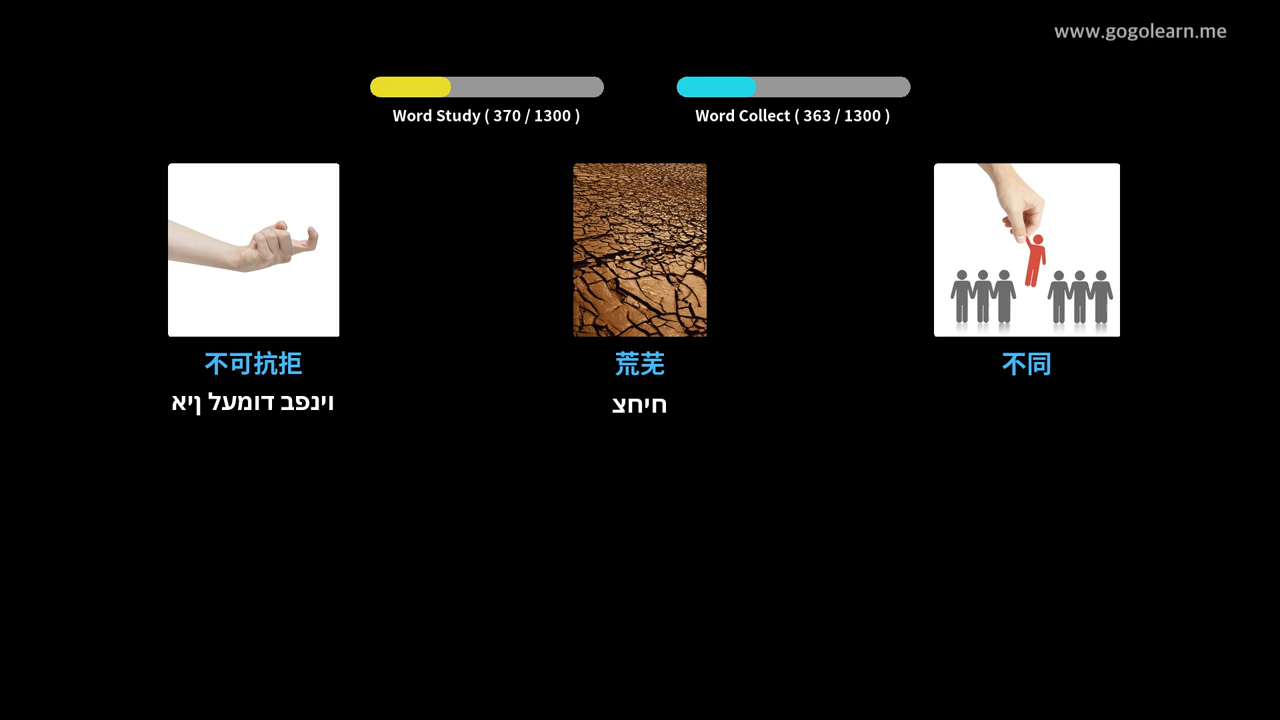 www.gogolearn.me
Word Study ( 370 / 1300 )
Word Collect ( 363 / 1300 )
不可抗拒
荒芜
不同
אין לעמוד בפניו
צחיח